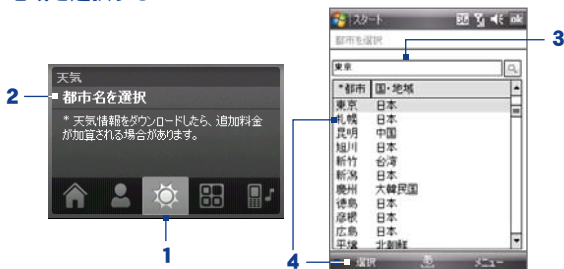 天気
都市名を選択
* 天気情報をダウンロードしたら、追加料金
が加算される場合があります。
2
1
スタート
ok
都市を選択
東京
*都市 国・地域
東京 日本
札幌 日本
昆明 中国
旭川 日本
新竹 台湾
新潟 日本
慶州 大韓民国
徳島 日本
彦根 日本
広島 日本
平壌 北朝鮮
選択 メニュー
3
4
4